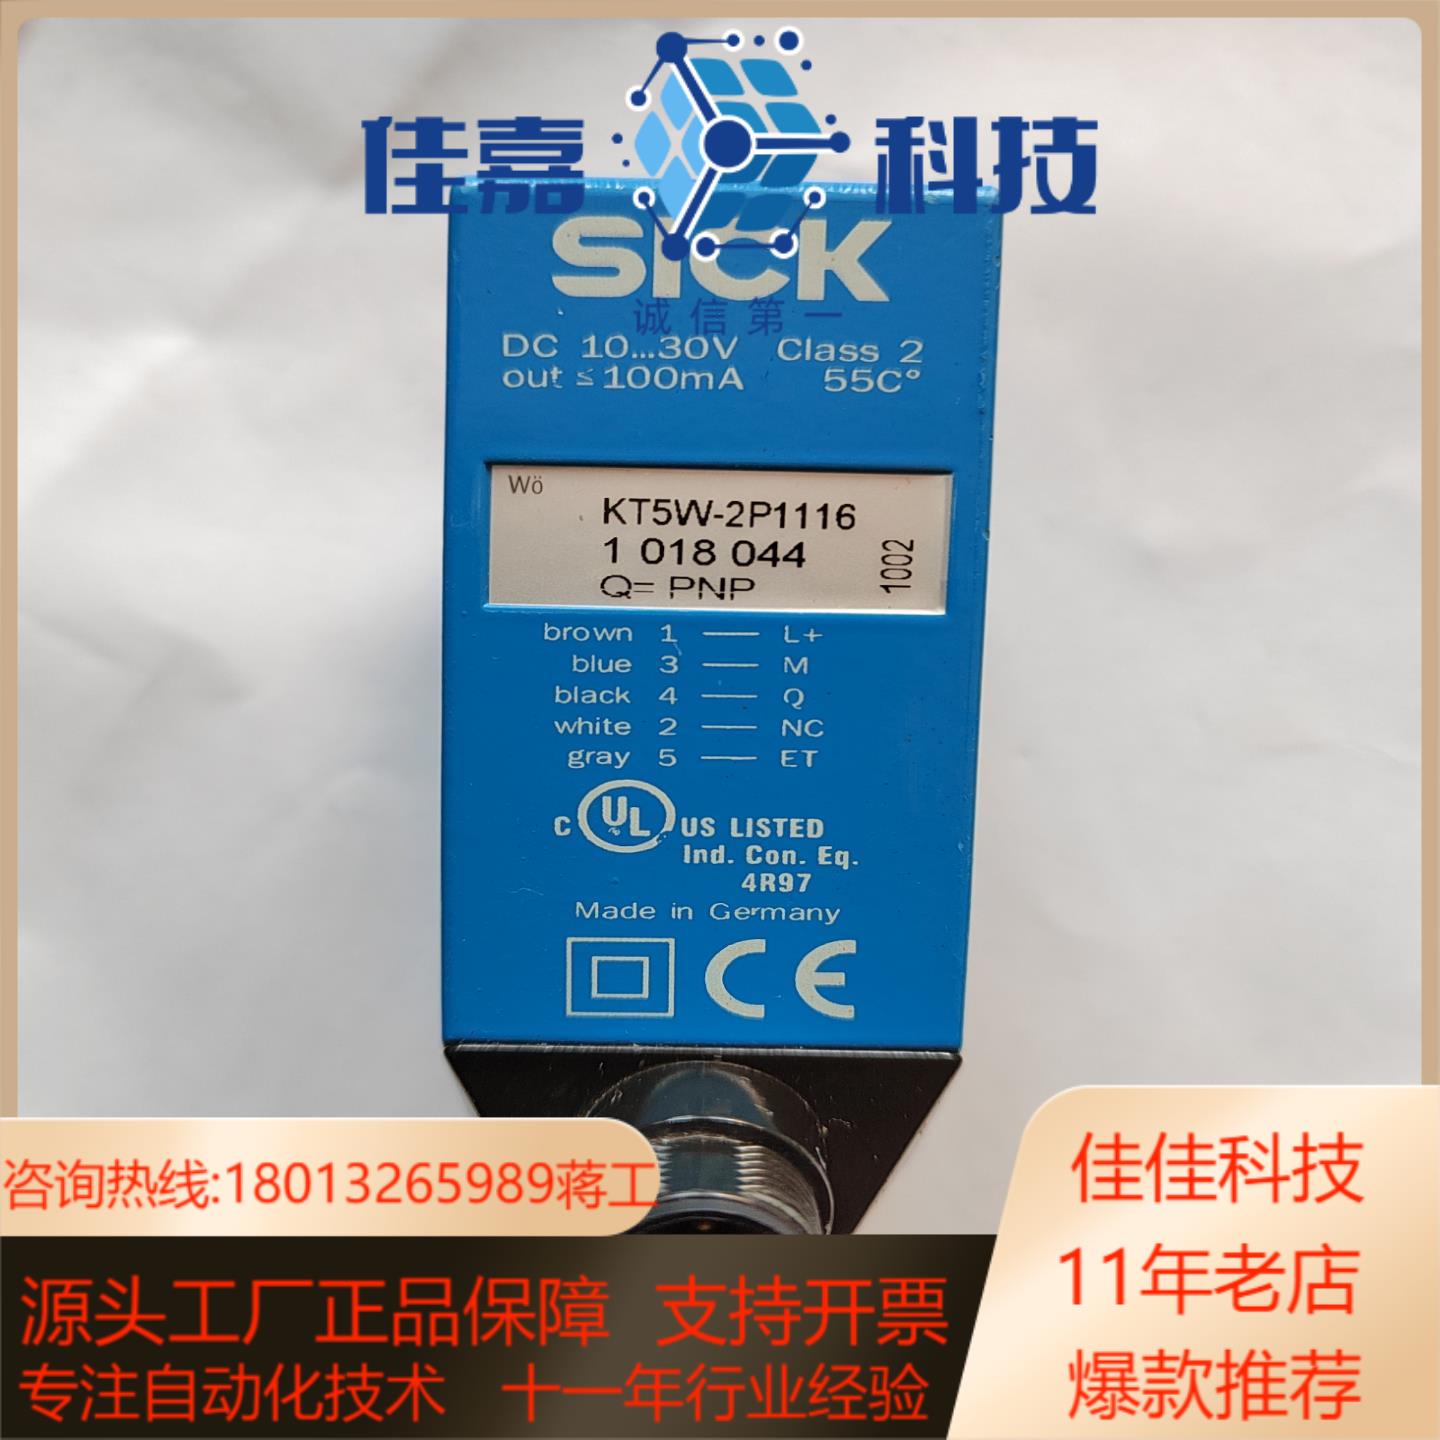 佳嘉 科技
SICK
诚信第一
DC 10...30V Class 2
out ≤ 100mA 55C°
Wö
KT5W-2P1116
1 018 044
Q= PNP
1002
brown 1 — L+
blue 3 — M
black 4 — Q
white 2 — NC
gray 5 — ET
C UL US LISTED
Ind. Con. Eq.
4R97
Made in Germany
CE
咨询热线:18013265989蒋工
源头工厂正品保障 支持开票
专注自动化技术 十一年行业经验
佳佳科技
11年老店
爆款推荐